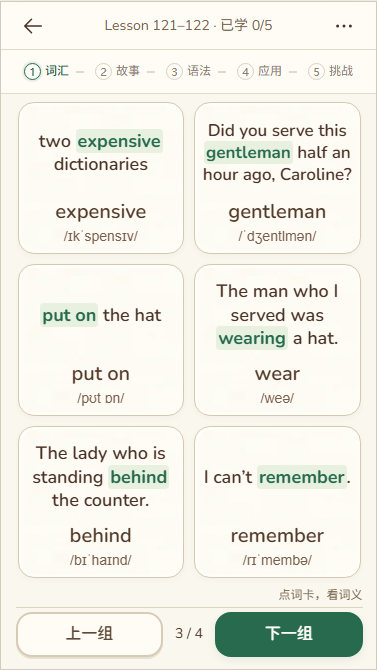 Lesson 121–122 · 已学 0/5
1 词汇 2 故事 3 语法 4 应用 5 挑战
two expensive
dictionaries
expensive
/ɪkˈspensɪv/
Did you serve this
gentleman half an
hour ago, Caroline?
gentleman
/ˈdʒentlmən/
put on the hat
put on
/pʊt ɒn/
The man who I
served was
wearing a hat.
wear
/weə/
The lady who is
standing behind
the counter.
behind
/bɪˈhaɪnd/
I can’t remember.
remember
/rɪˈmembə/
点词卡，看词义
上一组 3 / 4 下一组